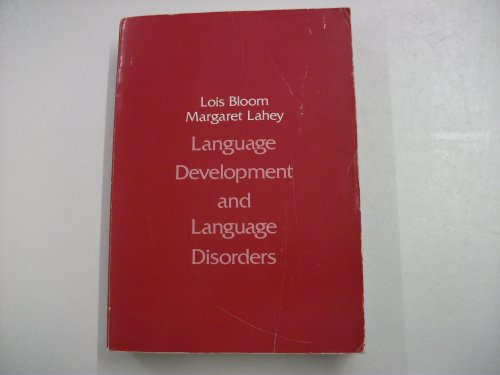 Lois Bloom
Margaret Lahey
Language
Development
and
Language
Disorders